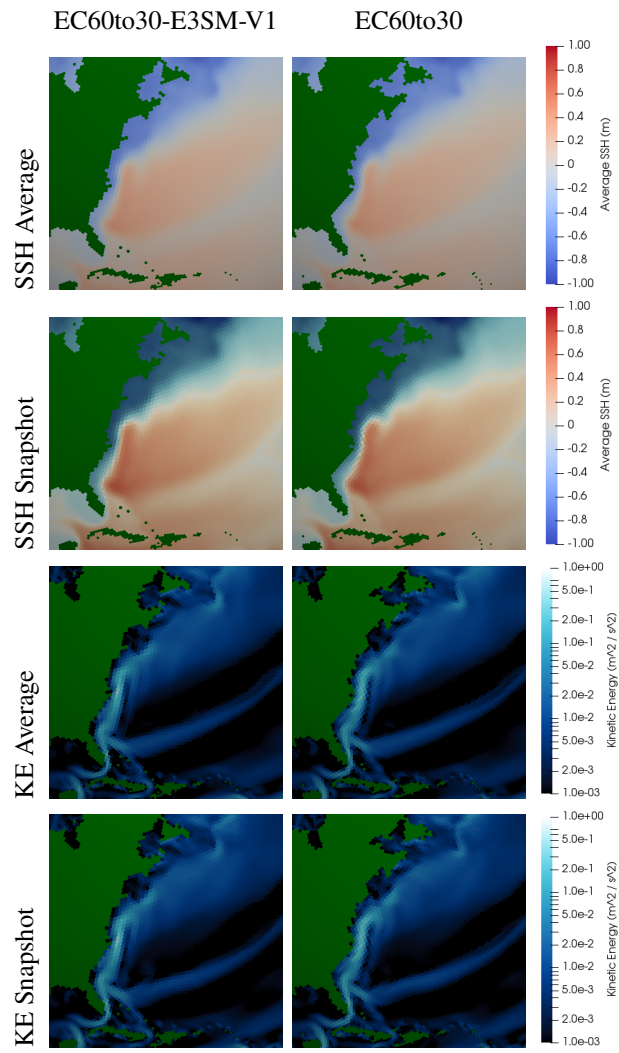 EC60to30-E3SM-V1 EC60to30
SSH Average
1.00
0.8
0.6
0.4
0.2
0
-0.2
-0.4
-0.6
-0.8
-1.00
Average SSH (m)
SSH Snapshot
1.00
0.8
0.6
0.4
0.2
0
-0.2
-0.4
-0.6
-0.8
-1.00
Average SSH (m)
KE Average
1.0e+00
5.0e-1
2.0e-1
1.0e-1
5.0e-2
2.0e-2
1.0e-2
5.0e-3
2.0e-3
1.0e-03
Kinetic Energy (m^2 / s^2)
KE Snapshot
1.0e+00
5.0e-1
2.0e-1
1.0e-1
5.0e-2
2.0e-2
1.0e-2
5.0e-3
2.0e-3
1.0e-03
Kinetic Energy (m^2 / s^2)